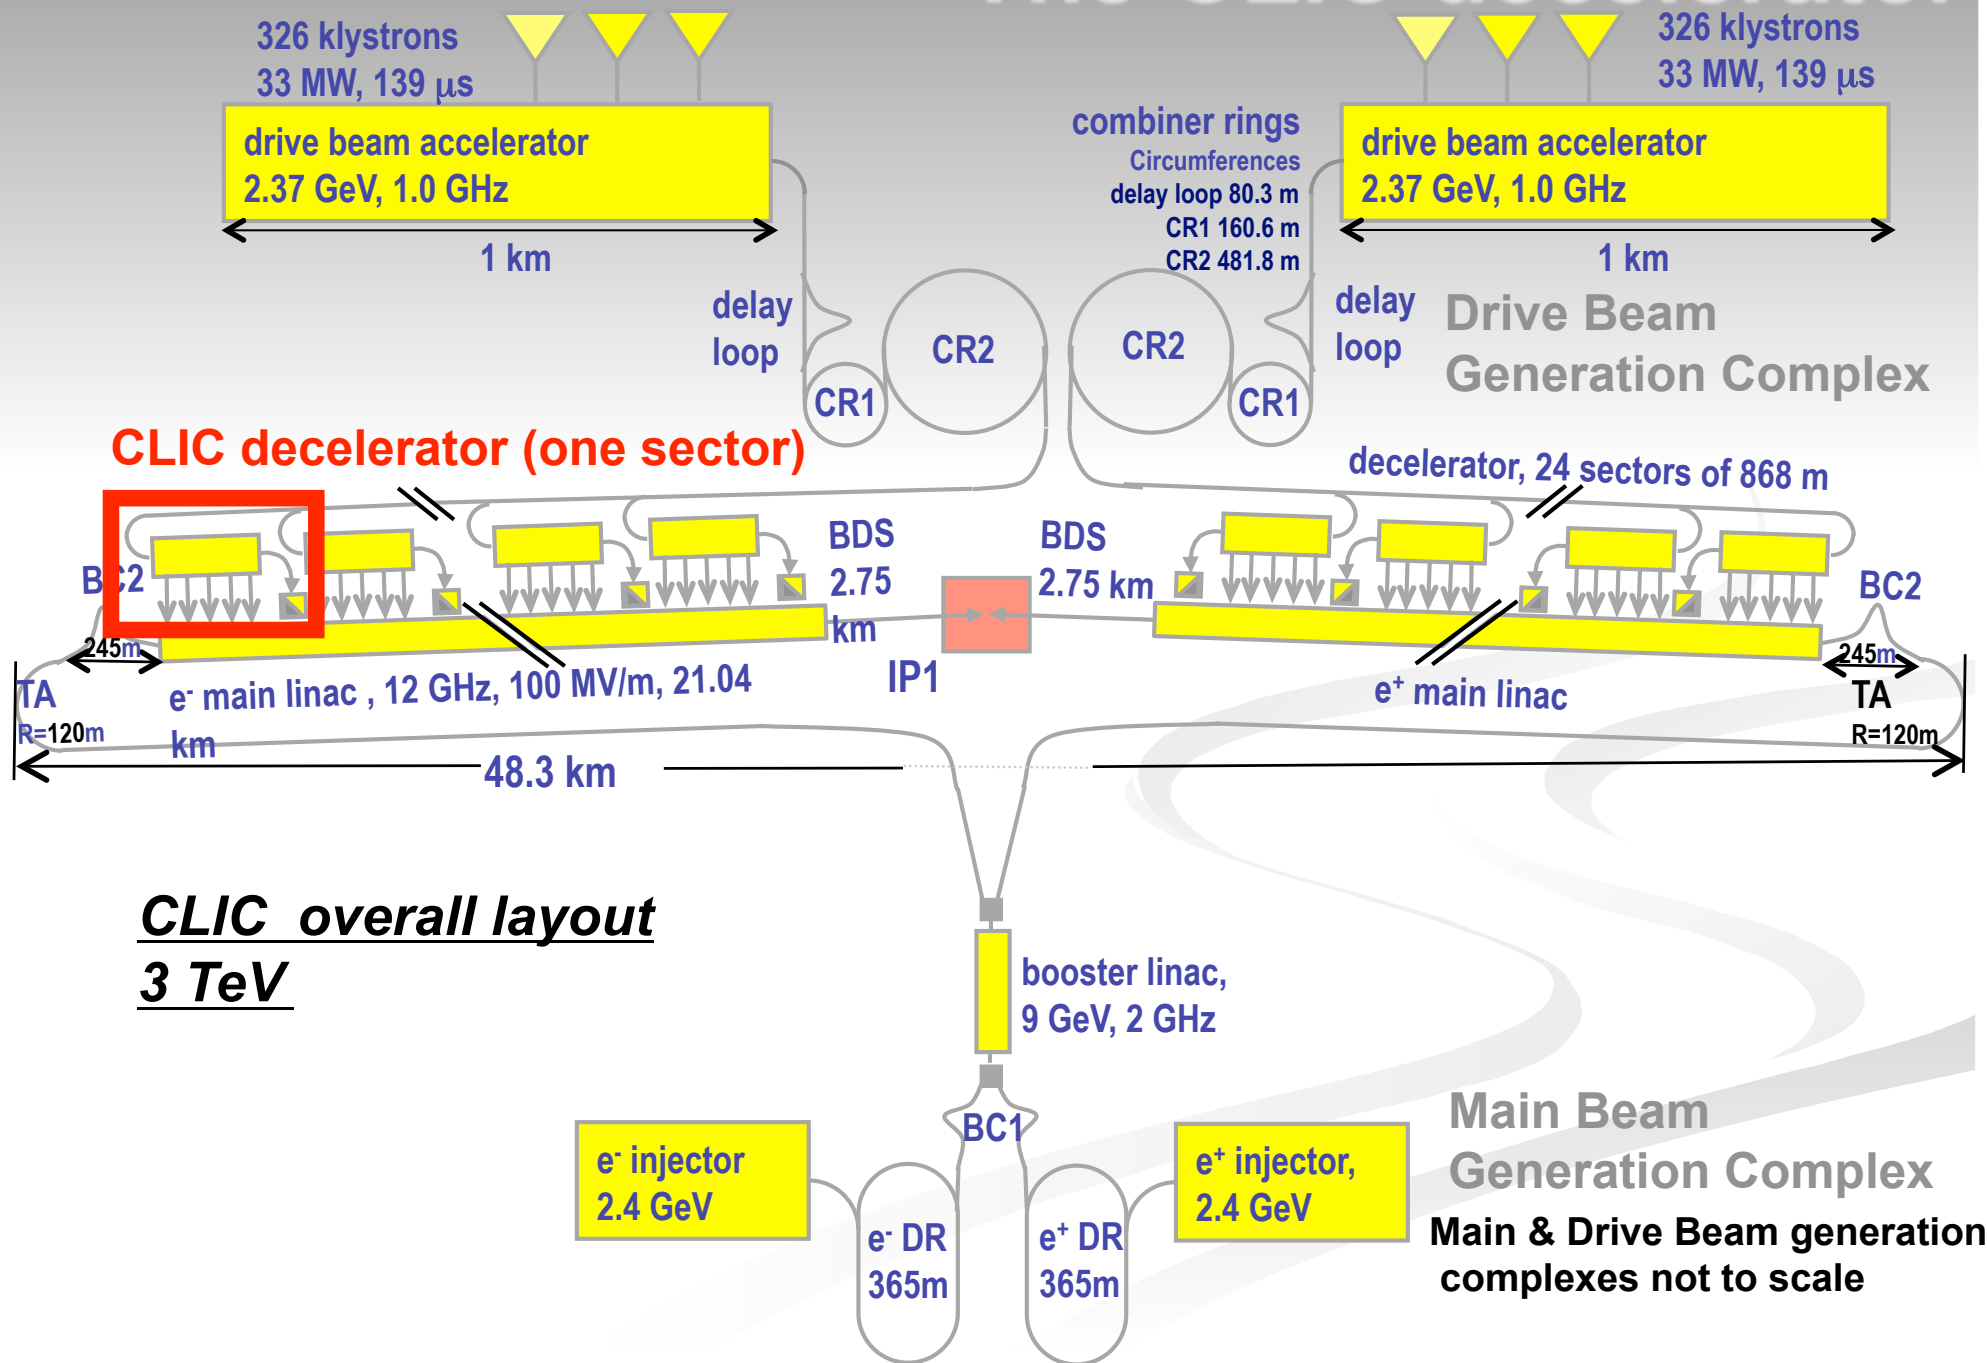 The CLIC accelerator
326 klystrons
33 MW, 139 μs
326 klystrons
33 MW, 139 μs
drive beam accelerator
2.37 GeV, 1.0 GHz
combiner rings
Circumferences
delay loop 80.3 m
CR1 160.6 m
CR2 481.8 m
drive beam accelerator
2.37 GeV, 1.0 GHz
1 km
1 km
delay
loop
CR2
CR2
delay
loop
CR1
CR1
Drive Beam
Generation Complex
CLIC decelerator (one sector)
decelerator, 24 sectors of 868 m
BC2
BDS
2.75
km
BDS
2.75 km
BC2
245m
245m
TA
R=120m
TA
R=120m
e- main linac , 12 GHz, 100 MV/m, 21.04
km
IP1
e+ main linac
48.3 km
CLIC overall layout
3 TeV
booster linac,
9 GeV, 2 GHz
BC1
e- injector
2.4 GeV
e+ injector,
2.4 GeV
e- DR
365m
e+ DR
365m
Main Beam
Generation Complex
Main & Drive Beam generation
complexes not to scale